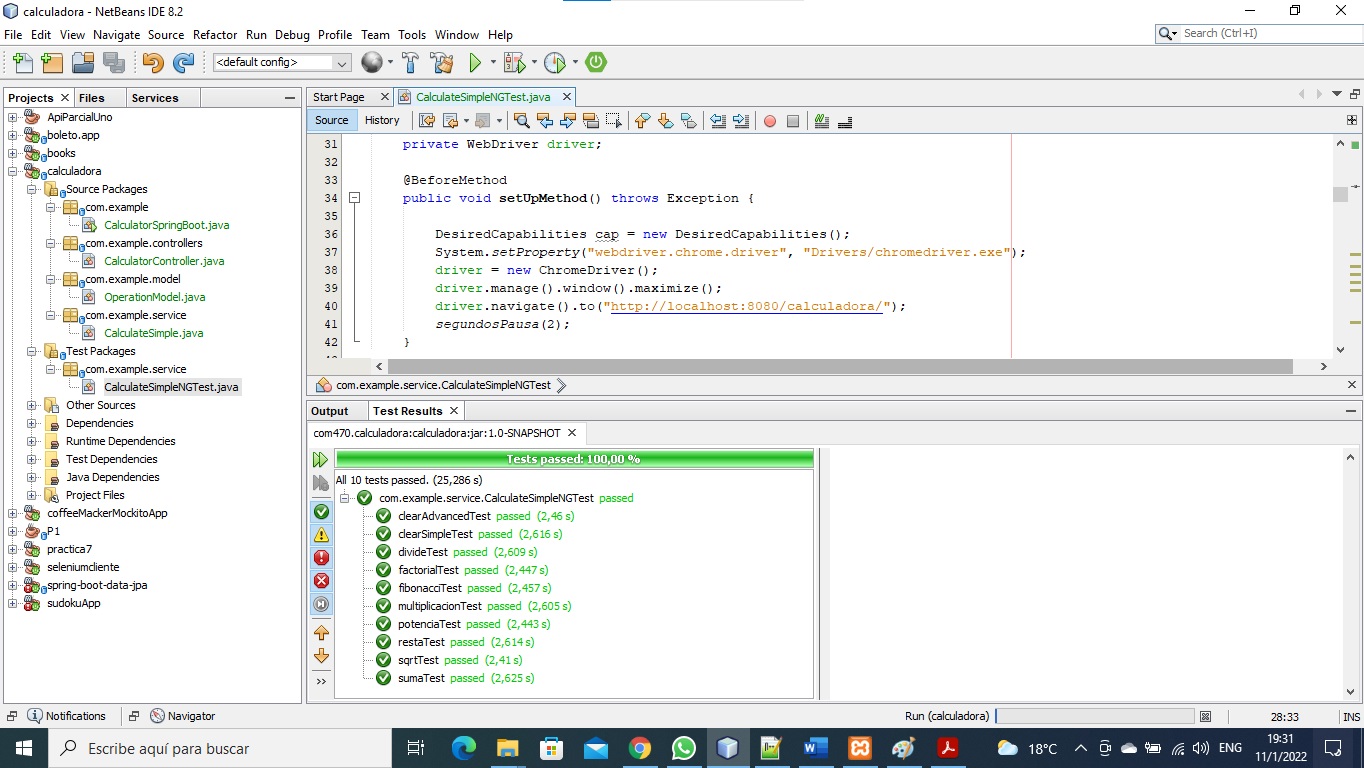 calculadora - NetBeans IDE 8.2
File Edit View Navigate Source Refactor Run Debug Profile Team Tools Window Help
Search (Ctrl+I)
<default config>
Projects Files Services
ApiParcialUno
boleto.app
books
calculadora
Source Packages
com.example
CalculatorSpringBoot.java
com.example.controllers
CalculatorController.java
com.example.model
OperationModel.java
com.example.service
CalculateSimple.java
Test Packages
com.example.service
CalculateSimpleNGTest.java
Other Sources
Dependencies
Runtime Dependencies
Test Dependencies
Java Dependencies
Project Files
coffeeMackerMockitoApp
P1
practica7
seleniumcliente
spring-boot-data-jpa
sudokuApp
Start Page CalculateSimpleNGTest.java
Source History
31 private WebDriver driver;
32
33 @BeforeMethod
34 public void setUpMethod() throws Exception {
35
36 DesiredCapabilities cap = new DesiredCapabilities();
37 System.setProperty("webdriver.chrome.driver", "Drivers/chromedriver.exe");
38 driver = new ChromeDriver();
39 driver.manage().window().maximize();
40 driver.navigate().to("http://localhost:8080/calculadora/");
41 segundosPausa(2);
42 }
com.example.service.CalculateSimpleNGTest
Output Test Results
com470.calculadora:calculadora:jar:1.0-SNAPSHOT
Tests passed: 100,00 %
All 10 tests passed. (25,286 s)
com.example.service.CalculateSimpleNGTest passed
clearAdvancedTest passed (2,46 s)
clearSimpleTest passed (2,616 s)
divideTest passed (2,609 s)
factorialTest passed (2,447 s)
fibonacciTest passed (2,457 s)
multiplicacionTest passed (2,605 s)
potenciaTest passed (2,443 s)
restaTest passed (2,614 s)
sqrtTest passed (2,41 s)
sumaTest passed (2,625 s)
Notifications Navigator
Run (calculadora)
28:33 INS
Escribe aquí para buscar
18°C
ENG
19:31
11/1/2022